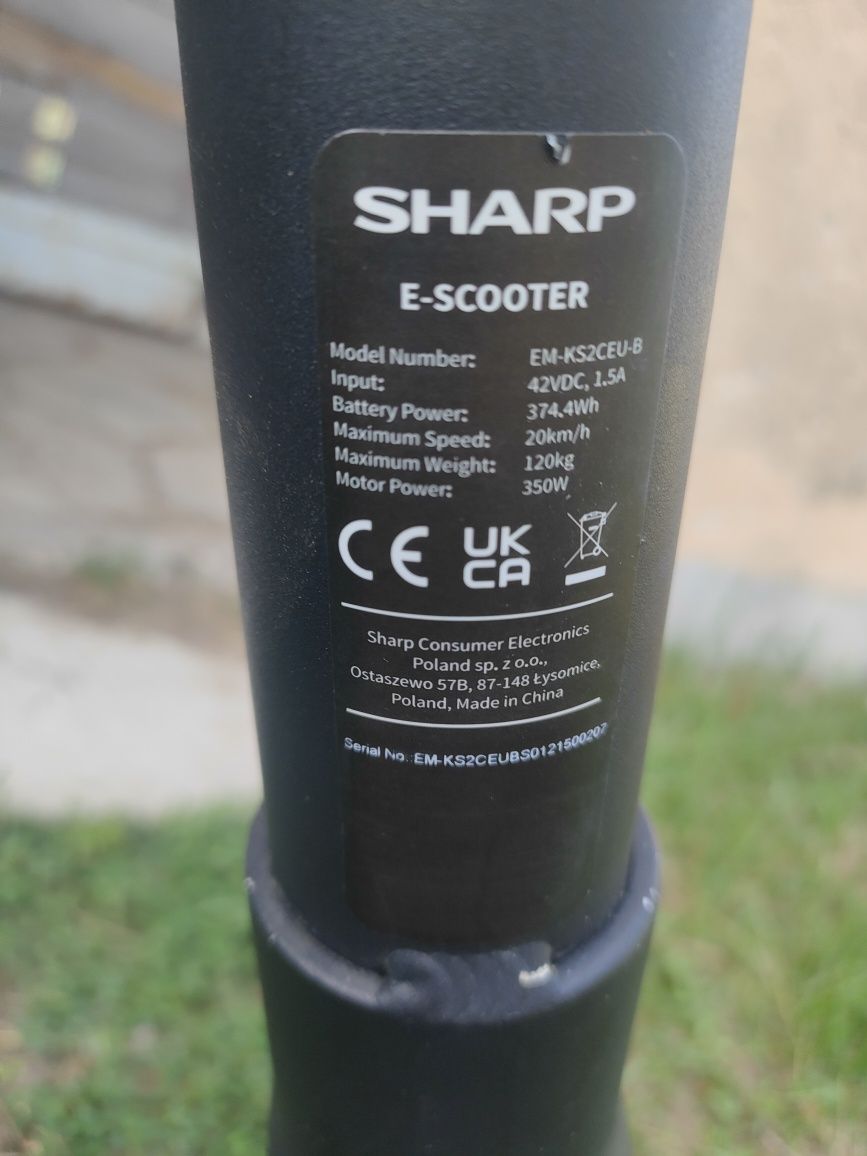 SHARP
E-SCOOTER
Model Number: EM-KS2CEU-B
Input: 42VDC, 1.5A
Battery Power: 374.4Wh
Maximum Speed: 20km/h
Maximum Weight: 120kg
Motor Power: 350W
CE UK
CA
Sharp Consumer Electronics
Poland sp. z o.o.,
Ostaszewo 57B, 87-148 Łysomice,
Poland, Made in China
Serial No.: EM-KS2CEUBS0121500207